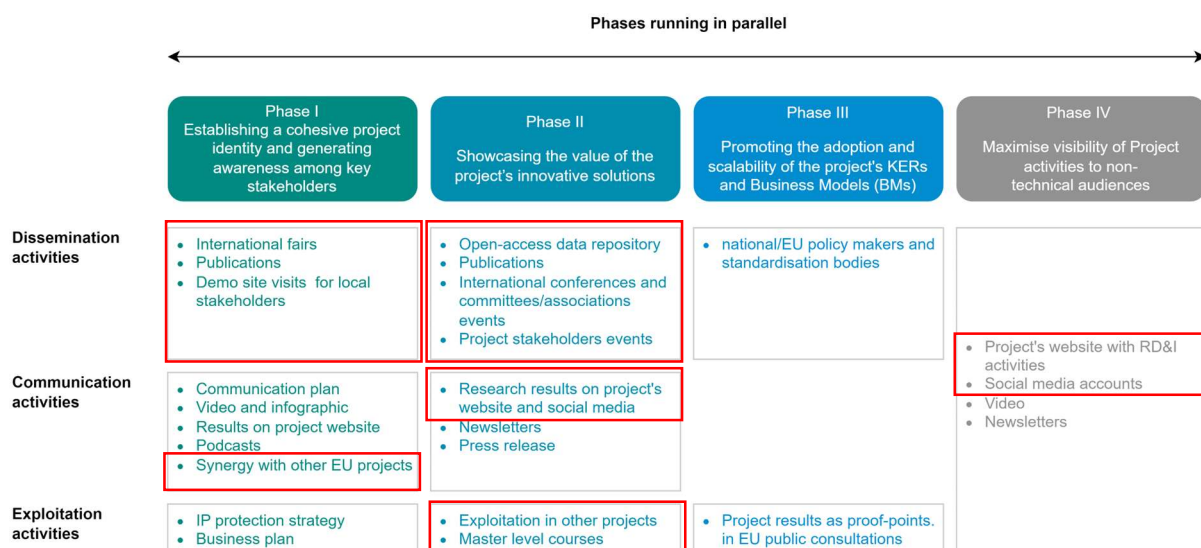 Phases running in parallel
Phase I
Establishing a cohesive project
identity and generating
awareness among key
stakeholders
Phase II
Showcasing the value of the
project's innovative solutions
Phase III
Promoting the adoption and
scalability of the project's KERs
and Business Models (BMs)
Phase IV
Maximise visibility of Project
activities to non-
technical audiences
Dissemination
activities
• International fairs
• Publications
• Demo site visits for local
stakeholders
• Open-access data repository
• Publications
• International conferences and
committees/associations
events
• Project stakeholders events
• national/EU policy makers and
standardisation bodies
Communication
activities
• Communication plan
• Video and infographic
• Results on project website
• Podcasts
• Synergy with other EU projects
• Research results on project's
website and social media
• Newsletters
• Press release
• Project's website with RD&I
activities
• Social media accounts
• Video
• Newsletters
Exploitation
activities
• IP protection strategy
• Business plan
• Exploitation in other projects
• Master level courses
• Project results as proof-points.
in EU public consultations